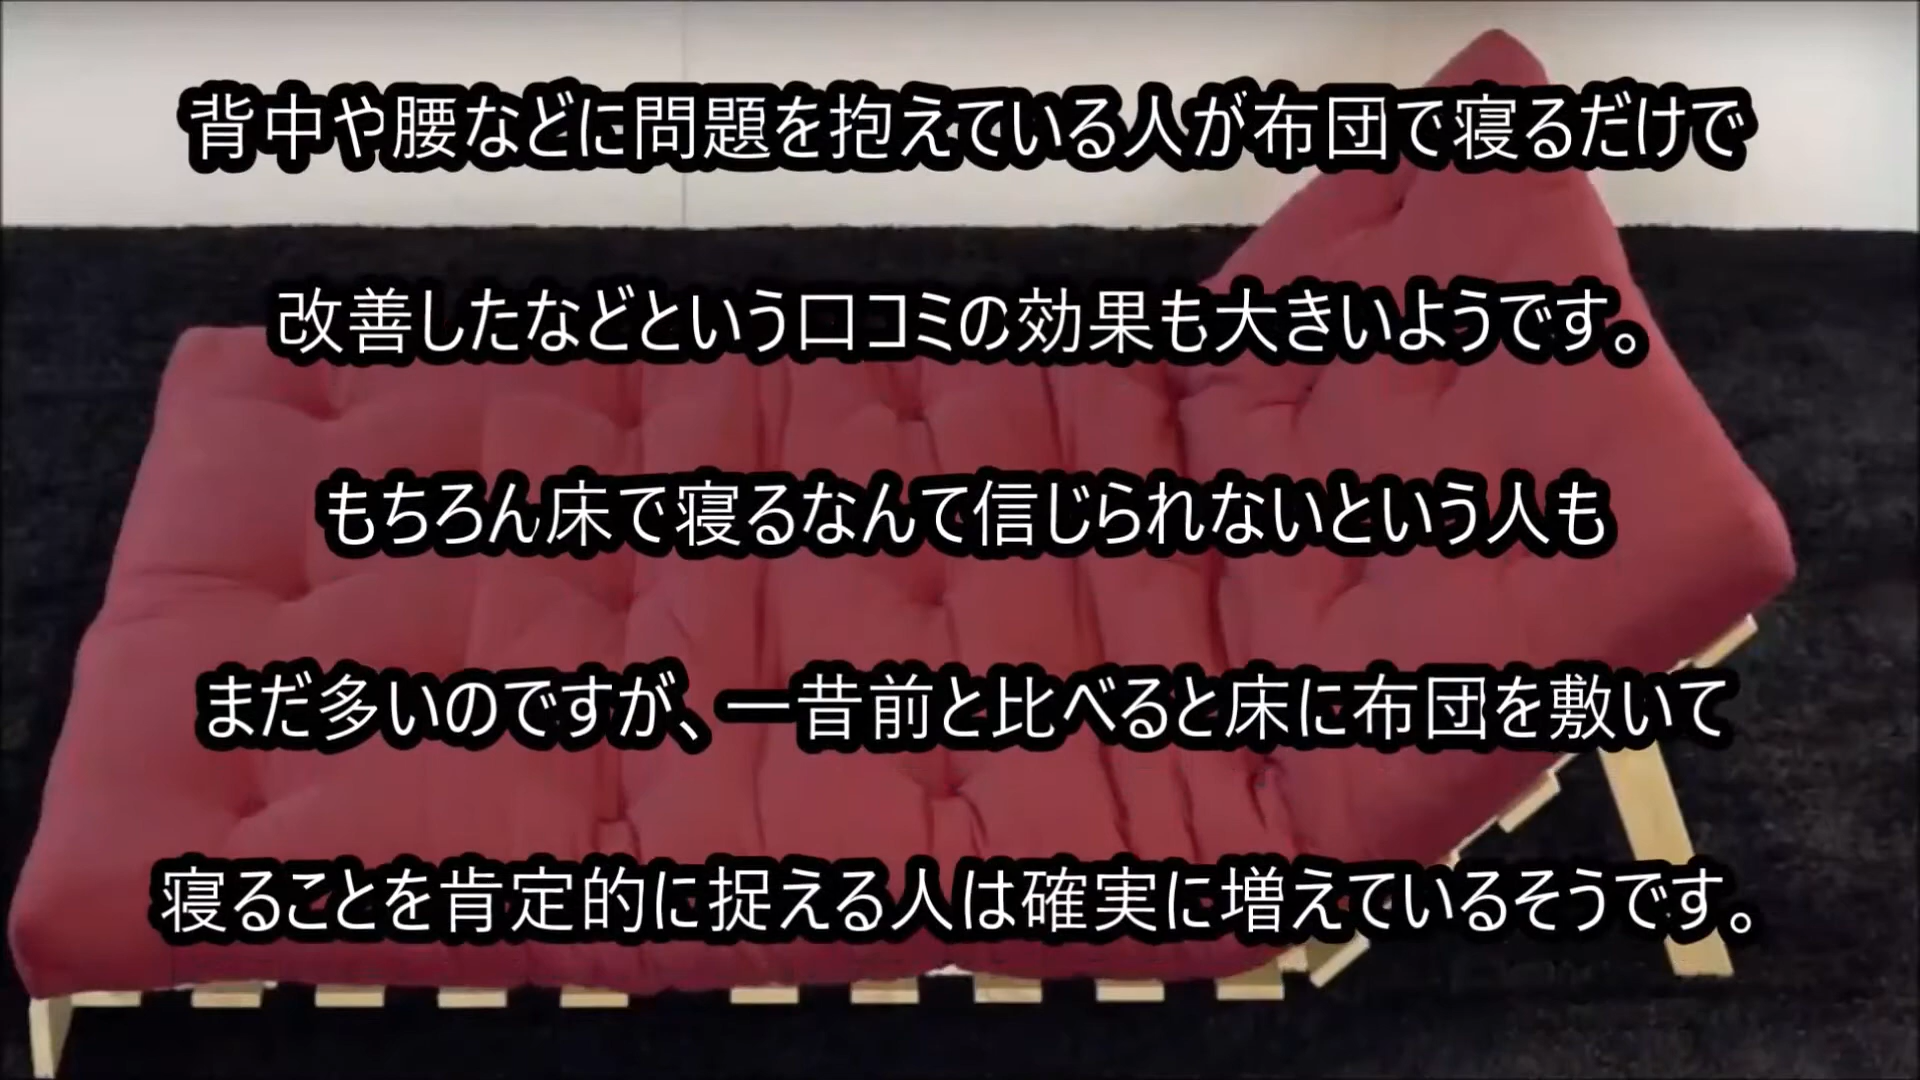 背中や腰などに問題を抱えている人が布団で寝るだけで
改善したなどという口コミの効果も大きいようです。
もちろん床で寝るなんて信じられないという人も
まだ多いのですが、一昔前と比べると床に布団を敷いて
寝ることを肯定的に捉える人は確実に増えているそうです。